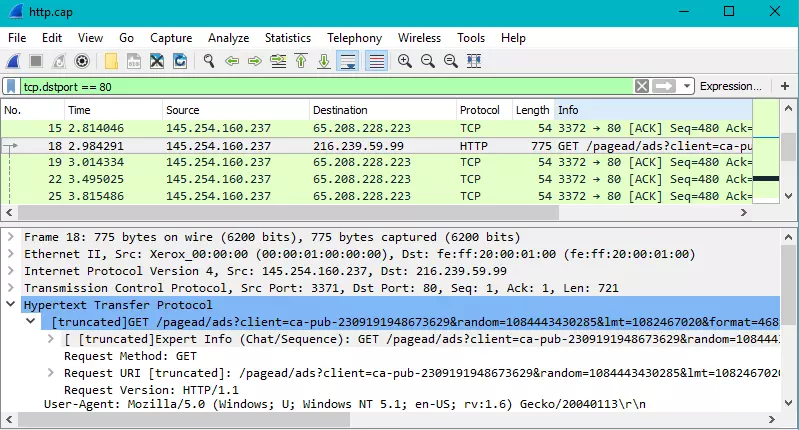 http.cap
File Edit View Go Capture Analyze Statistics Telephony Wireless Tools Help
tcp.dstport == 80 Expression... +
No. Time Source Destination Protocol Length Info
15 2.814046 145.254.160.237 65.208.228.223 TCP 54 3372 → 80 [ACK] Seq=480 Ack=
18 2.984291 145.254.160.237 216.239.59.99 HTTP 775 GET /pagead/ads?client=ca-pu
19 3.014334 145.254.160.237 65.208.228.223 TCP 54 3372 → 80 [ACK] Seq=480 Ack=
22 3.495025 145.254.160.237 65.208.228.223 TCP 54 3372 → 80 [ACK] Seq=480 Ack=
25 3.815486 145.254.160.237 65.208.228.223 TCP 54 3372 → 80 [ACK] Seq=480 Ack=
Frame 18: 775 bytes on wire (6200 bits), 775 bytes captured (6200 bits)
Ethernet II, Src: Xerox_00:00:00 (00:00:01:00:00:00), Dst: fe:ff:20:00:01:00 (fe:ff:20:00:01:00)
Internet Protocol Version 4, Src: 145.254.160.237, Dst: 216.239.59.99
Transmission Control Protocol, Src Port: 3371, Dst Port: 80, Seq: 1, Ack: 1, Len: 721
Hypertext Transfer Protocol
[truncated]GET /pagead/ads?client=ca-pub-2309191948673629&random=1084443430285&lmt=1082467020&format=468
[ [truncated]Expert Info (Chat/Sequence): GET /pagead/ads?client=ca-pub-2309191948673629&random=108444
Request Method: GET
Request URI [truncated]: /pagead/ads?client=ca-pub-2309191948673629&random=1084443430285&lmt=108246702
Request Version: HTTP/1.1
User-Agent: Mozilla/5.0 (Windows; U; Windows NT 5.1; en-US; rv:1.6) Gecko/20040113\r\n